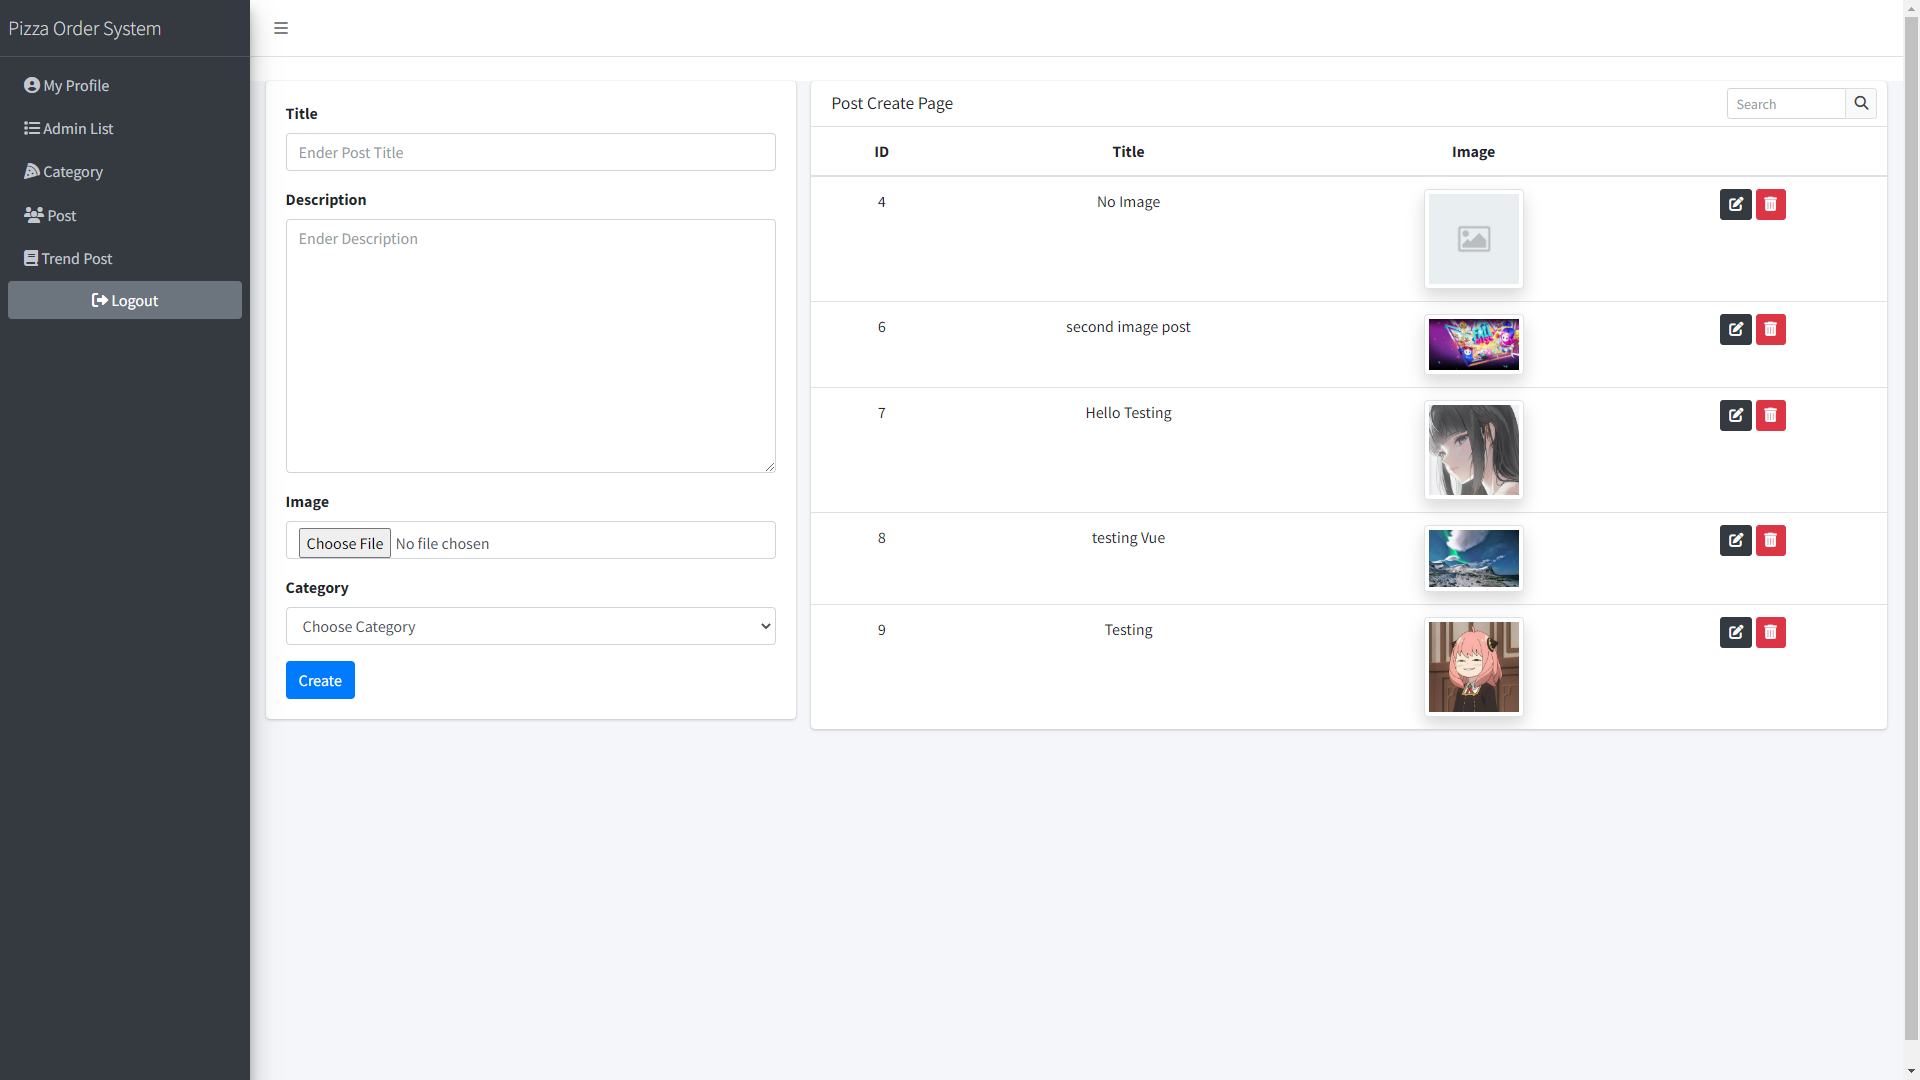 Pizza Order System
My Profile
Admin List
Category
Post
Trend Post
Logout
Title
Ender Post Title
Description
Ender Description
Image
Choose File No file chosen
Category
Choose Category
Create
Post Create Page
Search
ID Title Image
4 No Image
6 second image post
7 Hello Testing
8 testing Vue
9 Testing